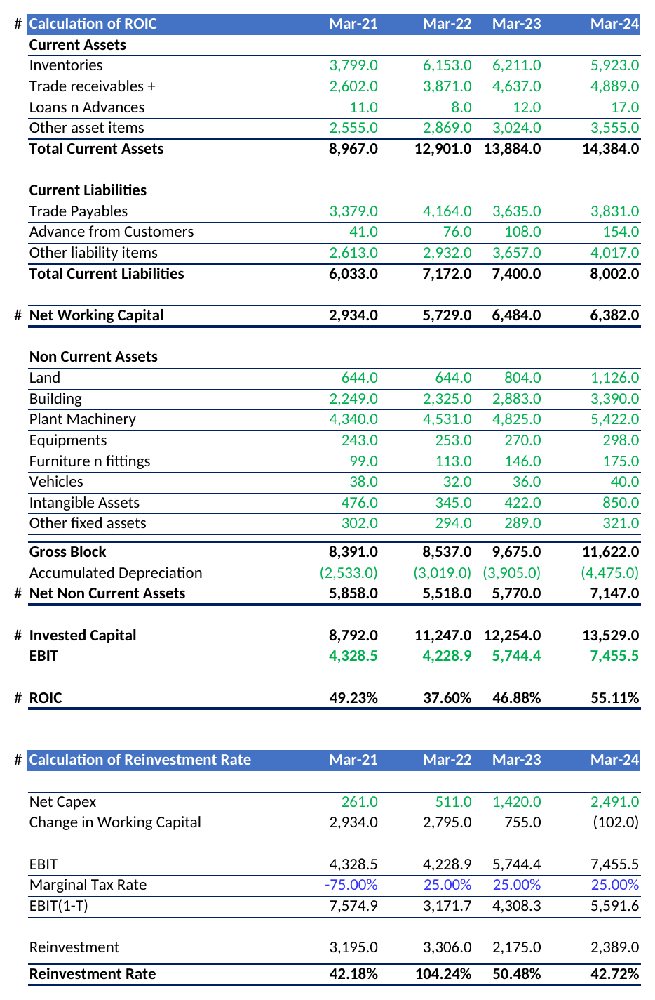 # Calculation of ROIC Mar-21 Mar-22 Mar-23 Mar-24
Current Assets
Inventories 3,799.0 6,153.0 6,211.0 5,923.0
Trade receivables + 2,602.0 3,871.0 4,637.0 4,889.0
Loans n Advances 11.0 8.0 12.0 17.0
Other asset items 2,555.0 2,869.0 3,024.0 3,555.0
Total Current Assets 8,967.0 12,901.0 13,884.0 14,384.0
Current Liabilities
Trade Payables 3,379.0 4,164.0 3,635.0 3,831.0
Advance from Customers 41.0 76.0 108.0 154.0
Other liability items 2,613.0 2,932.0 3,657.0 4,017.0
Total Current Liabilities 6,033.0 7,172.0 7,400.0 8,002.0
# Net Working Capital 2,934.0 5,729.0 6,484.0 6,382.0
Non Current Assets
Land 644.0 644.0 804.0 1,126.0
Building 2,249.0 2,325.0 2,883.0 3,390.0
Plant Machinery 4,340.0 4,531.0 4,825.0 5,422.0
Equipments 243.0 253.0 270.0 298.0
Furniture n fittings 99.0 113.0 146.0 175.0
Vehicles 38.0 32.0 36.0 40.0
Intangible Assets 476.0 345.0 422.0 850.0
Other fixed assets 302.0 294.0 289.0 321.0
Gross Block 8,391.0 8,537.0 9,675.0 11,622.0
Accumulated Depreciation (2,533.0) (3,019.0) (3,905.0) (4,475.0)
# Net Non Current Assets 5,858.0 5,518.0 5,770.0 7,147.0
# Invested Capital 8,792.0 11,247.0 12,254.0 13,529.0
EBIT 4,328.5 4,228.9 5,744.4 7,455.5
# ROIC 49.23% 37.60% 46.88% 55.11%
# Calculation of Reinvestment Rate Mar-21 Mar-22 Mar-23 Mar-24
Net Capex 261.0 511.0 1,420.0 2,491.0
Change in Working Capital 2,934.0 2,795.0 755.0 (102.0)
EBIT 4,328.5 4,228.9 5,744.4 7,455.5
Marginal Tax Rate -75.00% 25.00% 25.00% 25.00%
EBIT(1-T) 7,574.9 3,171.7 4,308.3 5,591.6
Reinvestment 3,195.0 3,306.0 2,175.0 2,389.0
Reinvestment Rate 42.18% 104.24% 50.48% 42.72%